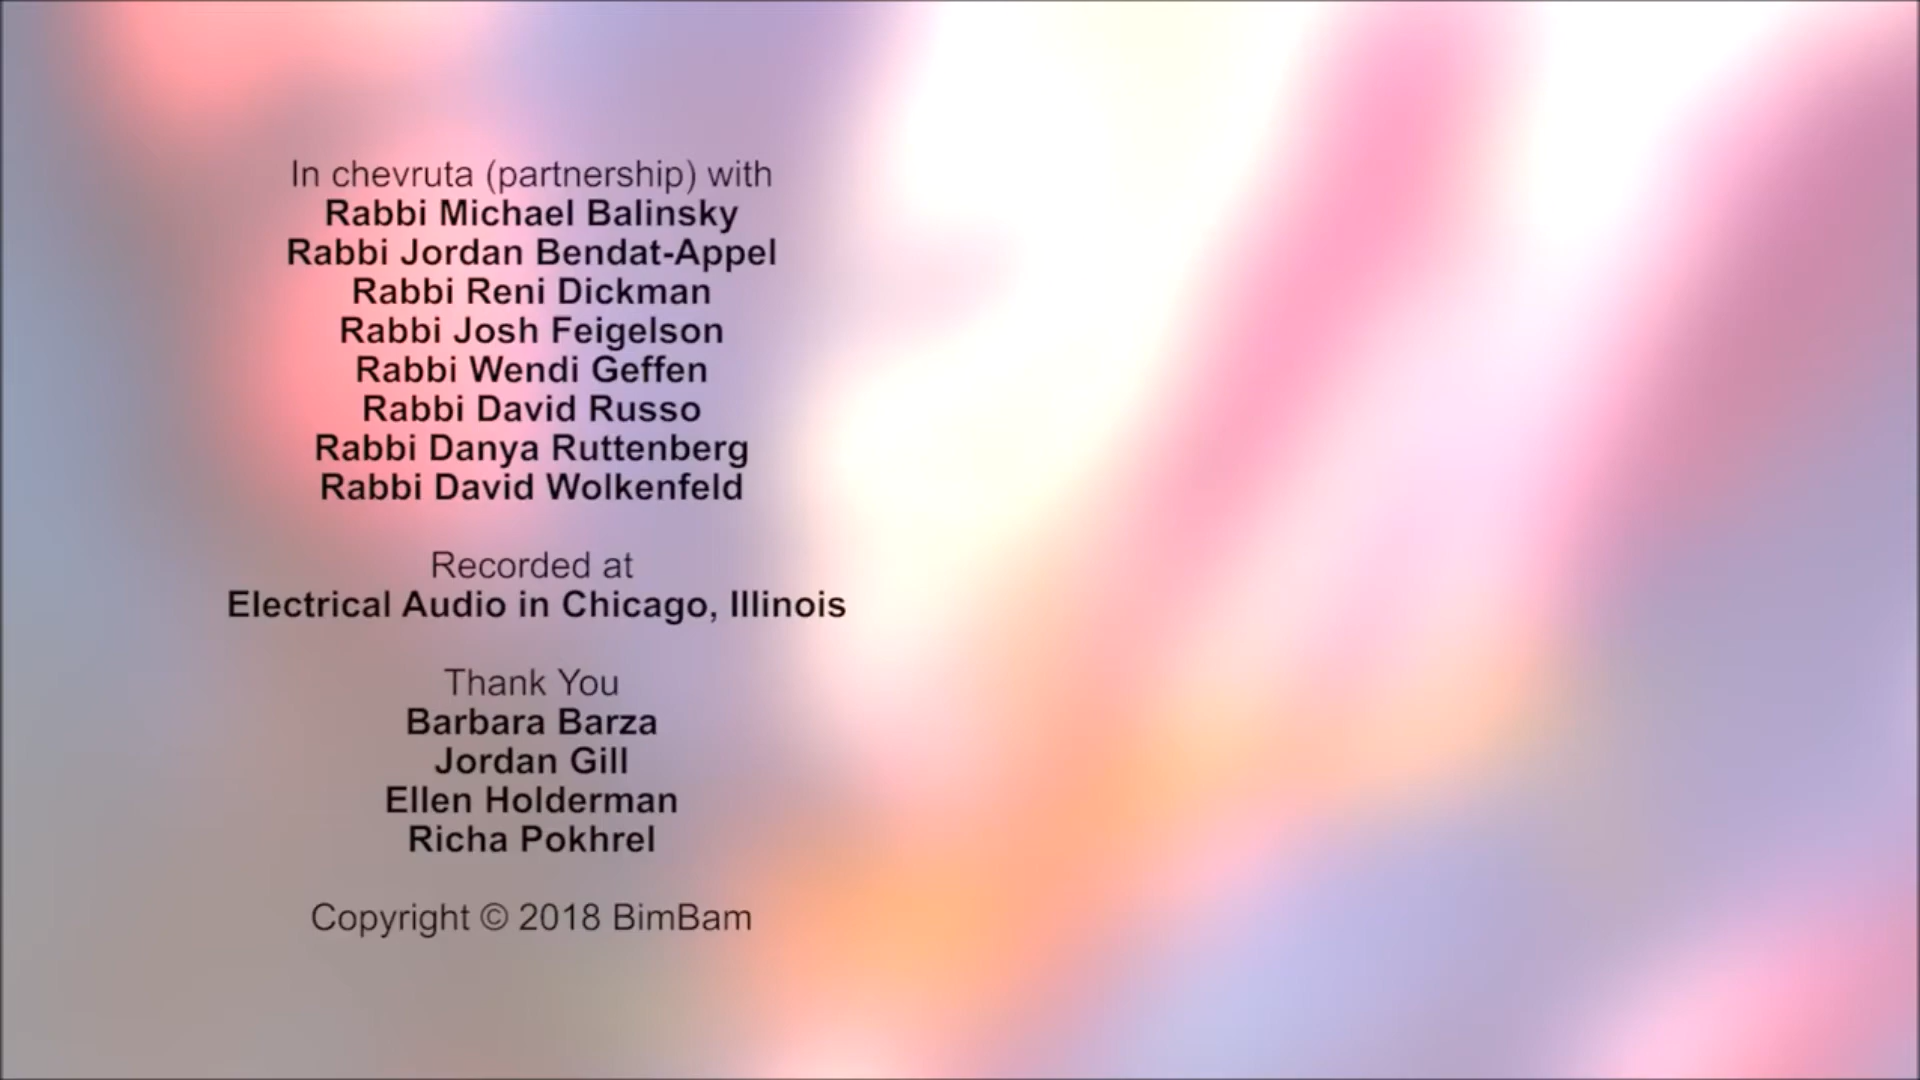 In chevruta (partnership) with
Rabbi Michael Balinsky
Rabbi Jordan Bendat-Appel
Rabbi Reni Dickman
Rabbi Josh Feigelson
Rabbi Wendi Geffen
Rabbi David Russo
Rabbi Danya Ruttenberg
Rabbi David Wolkenfeld
Recorded at
Electrical Audio in Chicago, Illinois
Thank You
Barbara Barza
Jordan Gill
Ellen Holderman
Richa Pokhrel
Copyright © 2018 BimBam